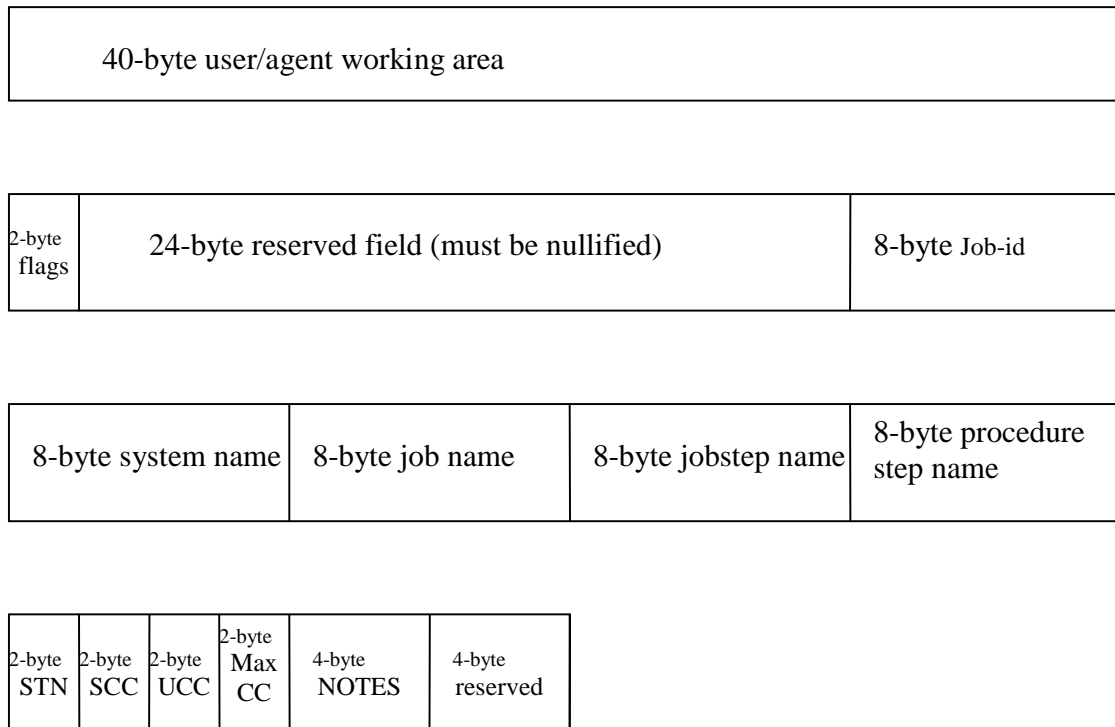 40-byte user/agent working area
2-byte
flags
24-byte reserved field (must be nullified)
8-byte Job-id
8-byte system name
8-byte job name
8-byte jobstep name
8-byte procedure
step name
2-byte
STN
2-byte
SCC
2-byte
UCC
2-byte
Max
CC
4-byte
NOTES
4-byte
reserved